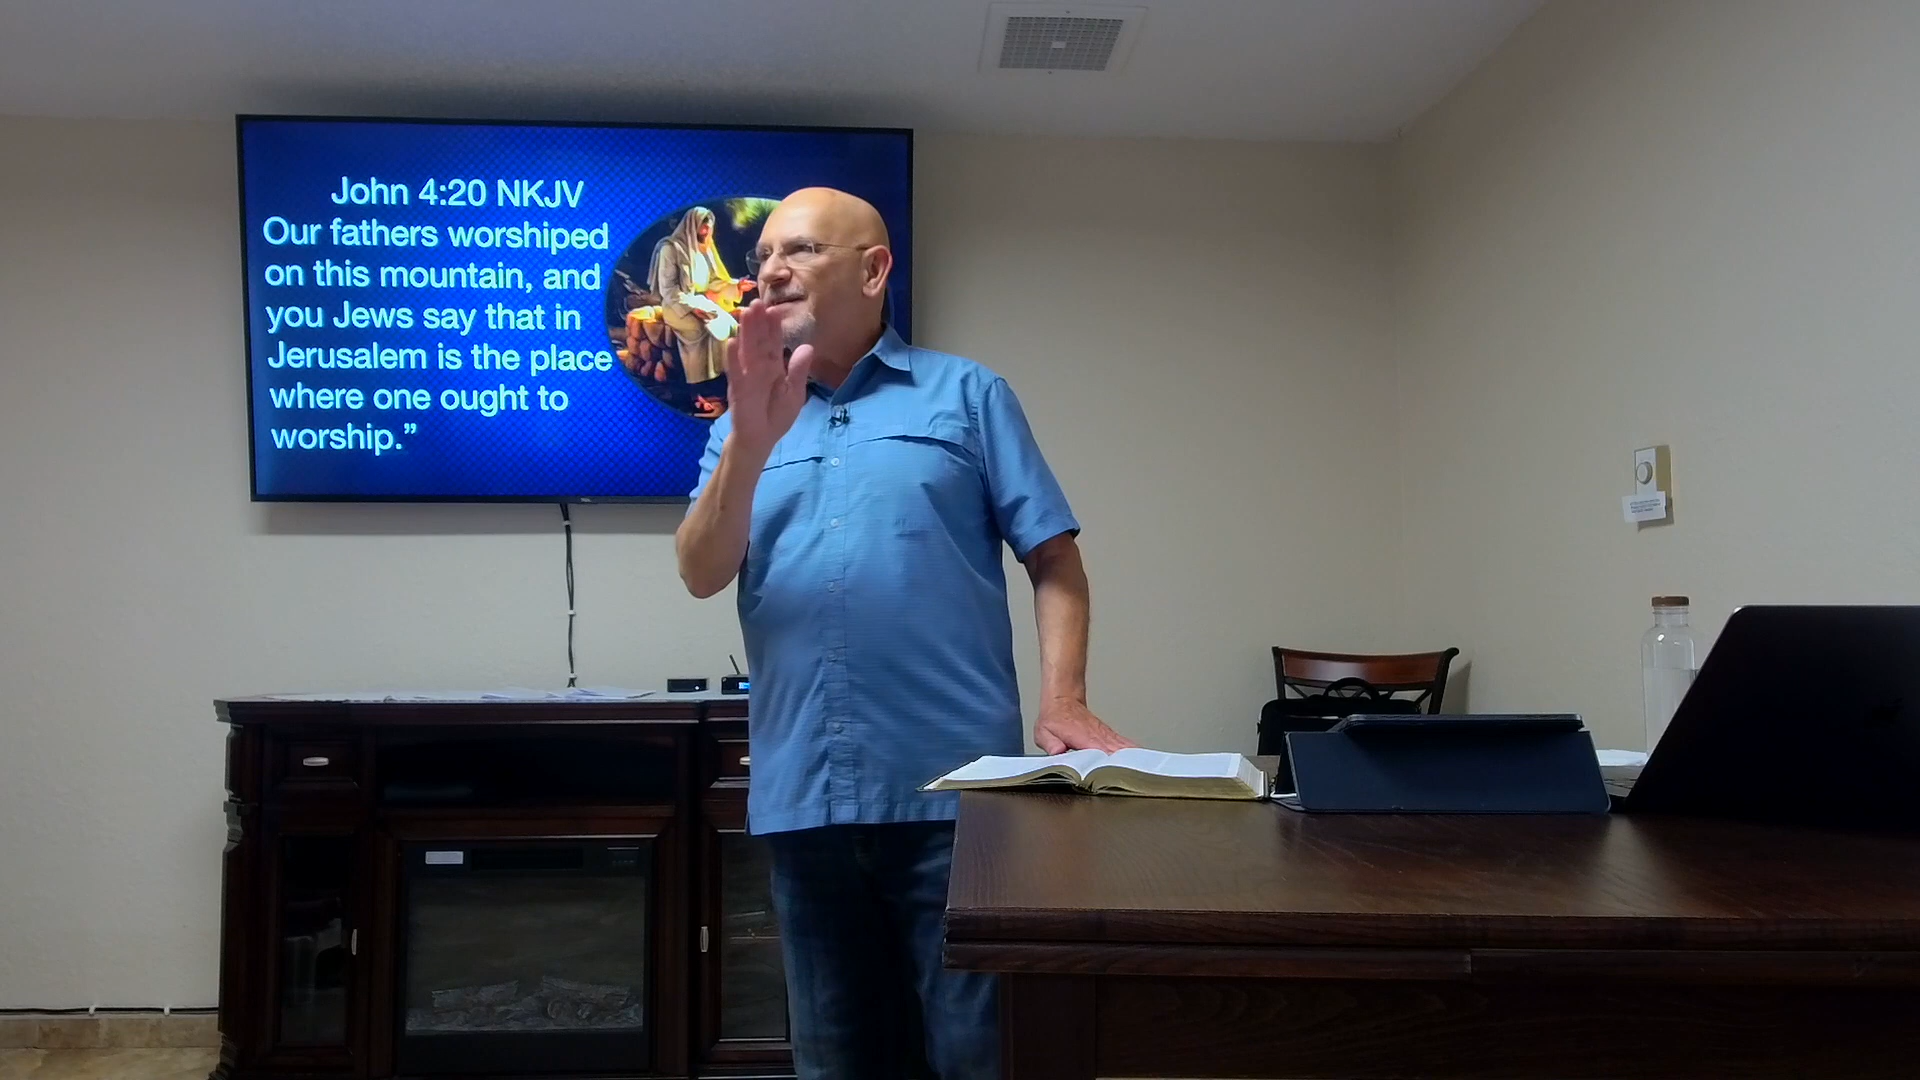 John 4:20 NKJV
Our fathers worshiped
on this mountain, and
you Jews say that in
Jerusalem is the place
where one ought to
worship.”